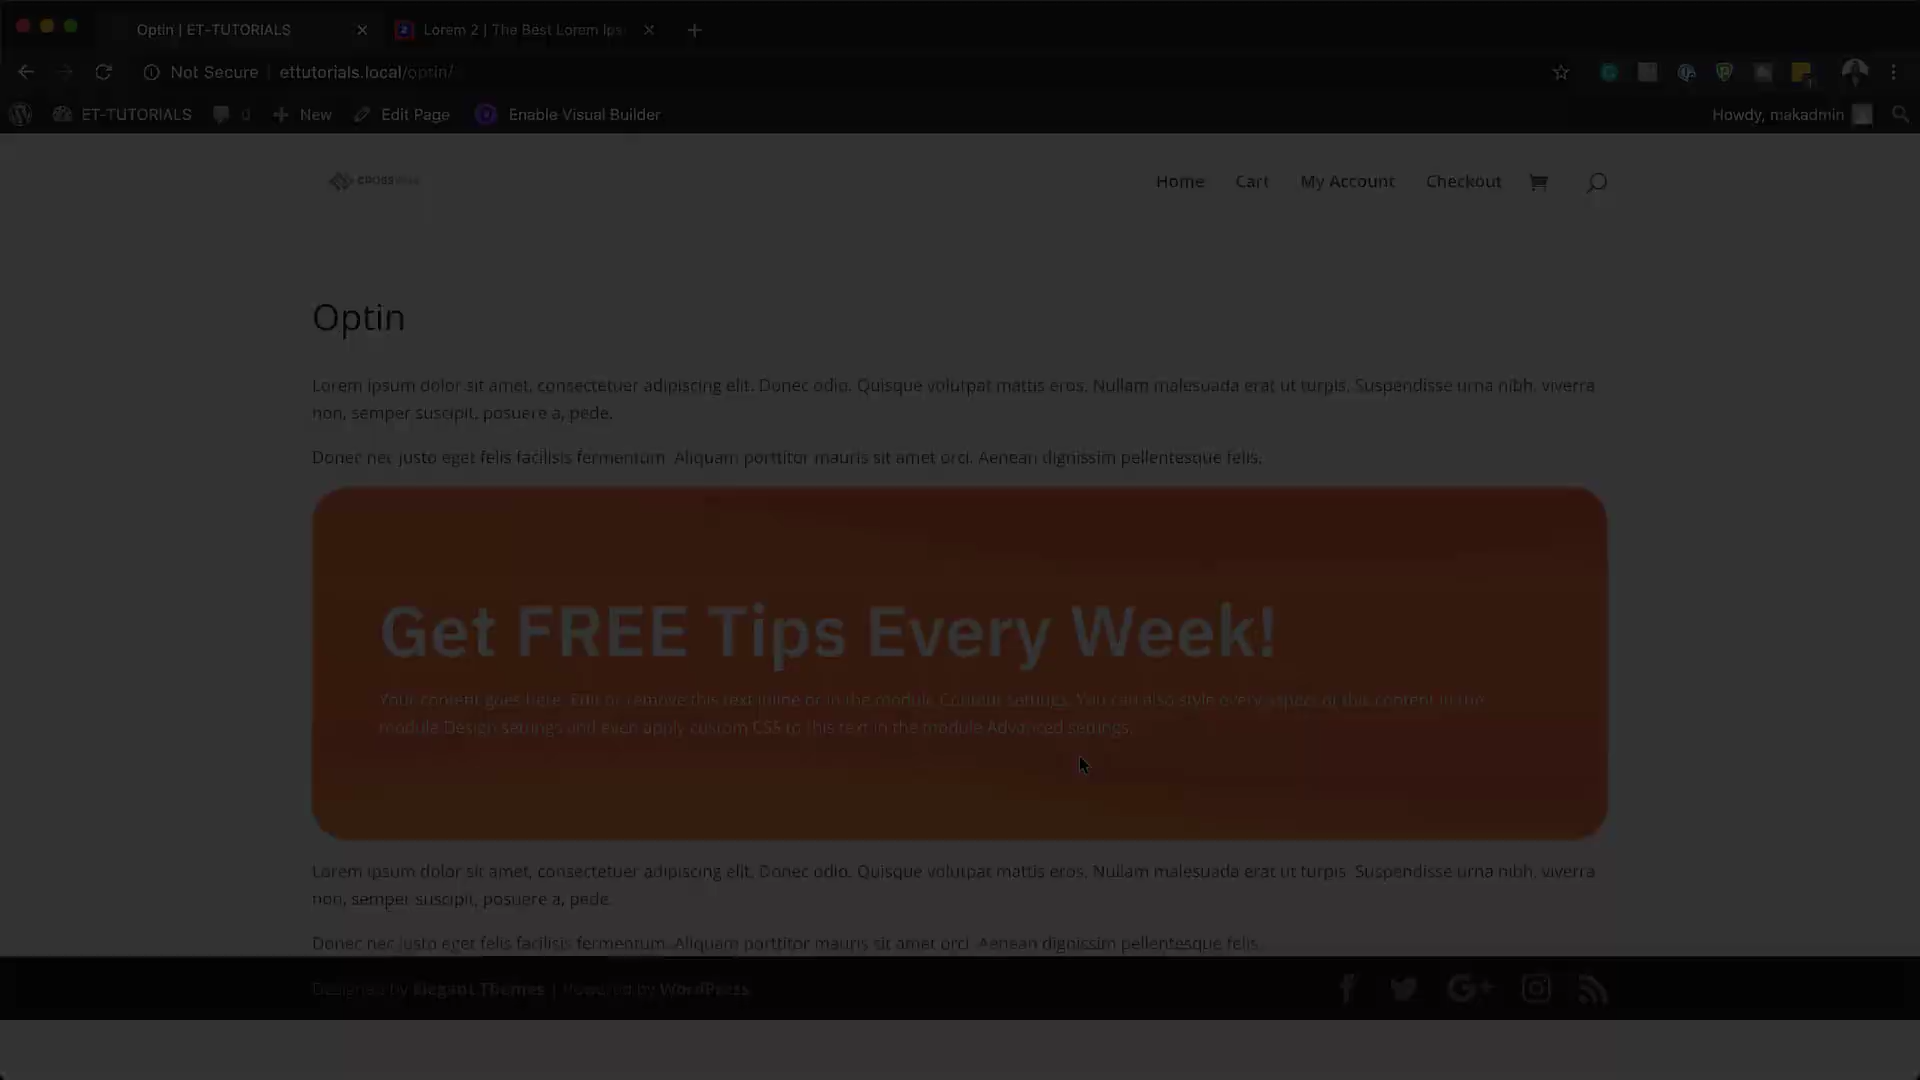 Optin | ET-TUTORIALS
Lorem 2 | The Best Lorem Ips
Not Secure | ettutorials.local/optin/
ET-TUTORIALS 0 New Edit Page Enable Visual Builder Howdy, makadmin
CROSS
Home Cart My Account Checkout
Optin
Lorem ipsum dolor sit amet, consectetuer adipiscing elit. Donec odio. Quisque volutpat mattis eros. Nullam malesuada erat ut turpis. Suspendisse urna nibh, viverra
non, semper suscipit, posuere a, pede.
Donec nec justo eget felis facilisis fermentum. Aliquam porttitor mauris sit amet orci. Aenean dignissim pellentesque felis.
Get FREE Tips Every Week!
Your content goes here. Edit or remove this text inline or in the module Content settings. You can also style every aspect of this content in the
module Design settings and even apply custom CSS to this text in the module Advanced settings.
Lorem ipsum dolor sit amet, consectetuer adipiscing elit. Donec odio. Quisque volutpat mattis eros. Nullam malesuada erat ut turpis. Suspendisse urna nibh, viverra
non, semper suscipit, posuere a, pede.
Donec nec justo eget felis facilisis fermentum. Aliquam porttitor mauris sit amet orci. Aenean dignissim pellentesque felis.
Designed by Elegant Themes | Powered by WordPress